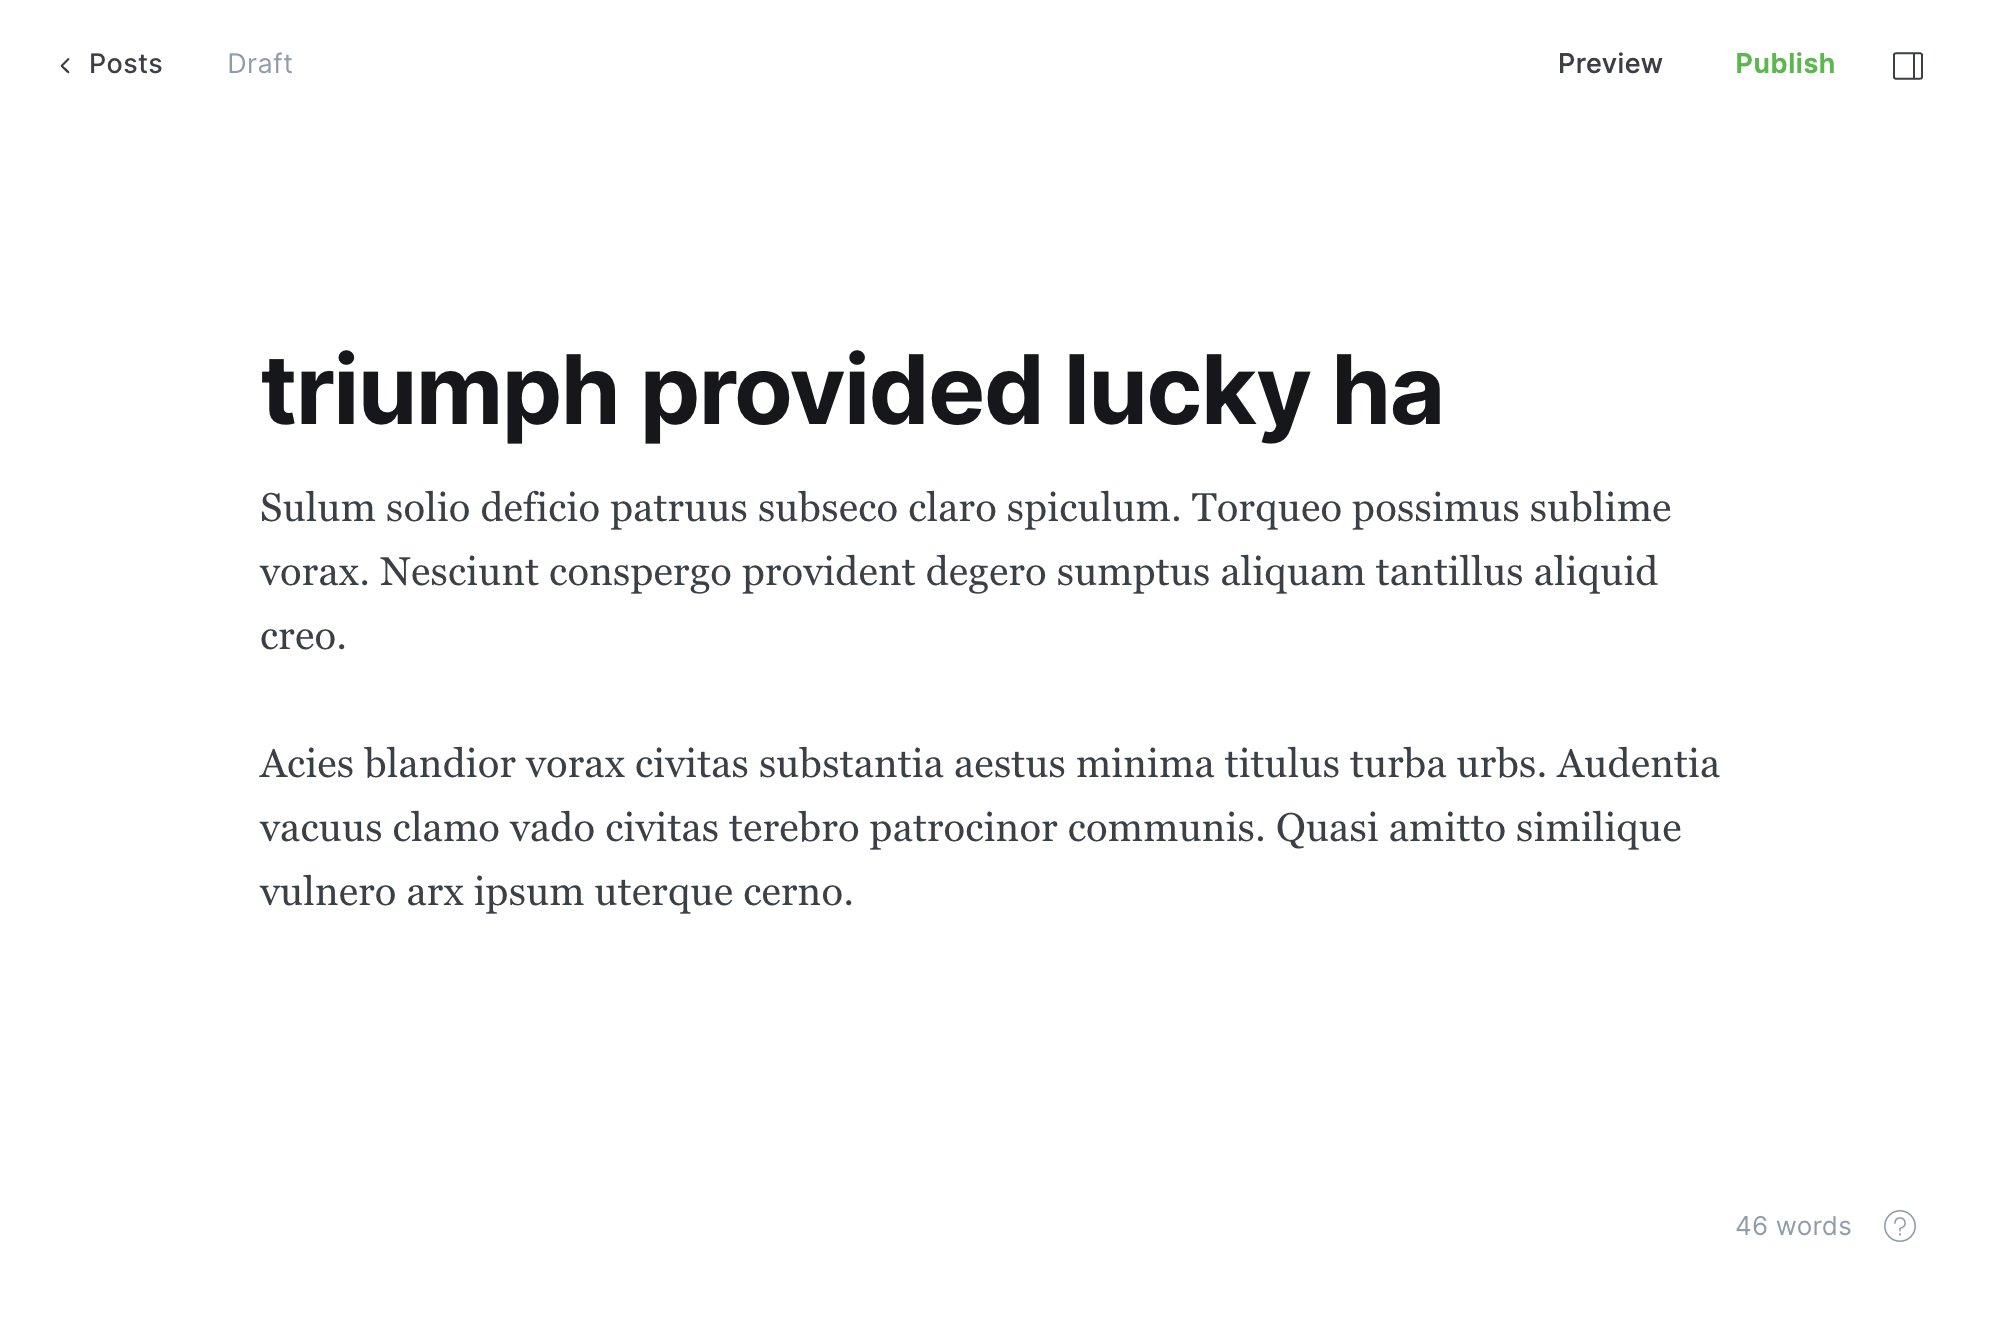 Posts
Draft
Preview
Publish
triumph provided lucky ha
Sulum solio deficio patruus subseco claro spiculum. Torqueo possimus sublime
vorax. Nesciunt conspergo provident degero sumptus aliquam tantillus aliquid
creo.
Acies blandior vorax civitas substantia aestus minima titulus turba urbs. Audentia
vacuus clamo vado civitas terebro patrocinor communis. Quasi amitto similique
vulnero arx ipsum uterque cerno.
46 words
?